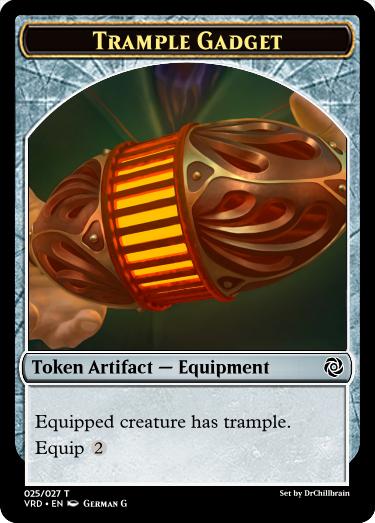 Trample Gadget
Token Artifact — Equipment
Equipped creature has trample.
Equip 2
025/027 T
VRD • EN German G
Set by DrChillbrain